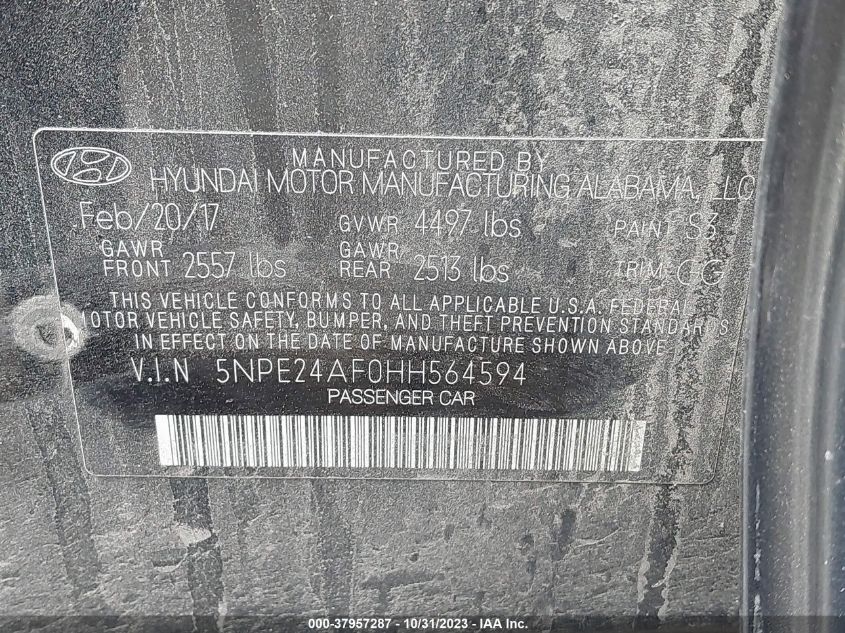 MANUFACTURED BY
HYUNDAI MOTOR MANUFACTURING ALABAMA, LLC
Feb/20/17 GVWR 4497 lbs PAINT S3
GAWR FRONT 2557 lbs GAWR REAR 2513 lbs TRIM GG
THIS VEHICLE CONFORMS TO ALL APPLICABLE U.S.A. FEDERAL
MOTOR VEHICLE SAFETY, BUMPER, AND THEFT PREVENTION STANDARDS
IN EFFECT ON THE DATE OF MANUFACTURE SHOWN ABOVE.
V.I.N 5NPE24AF0HH564594
PASSENGER CAR
000-37957287 - 10/31/2023 - IAA Inc.